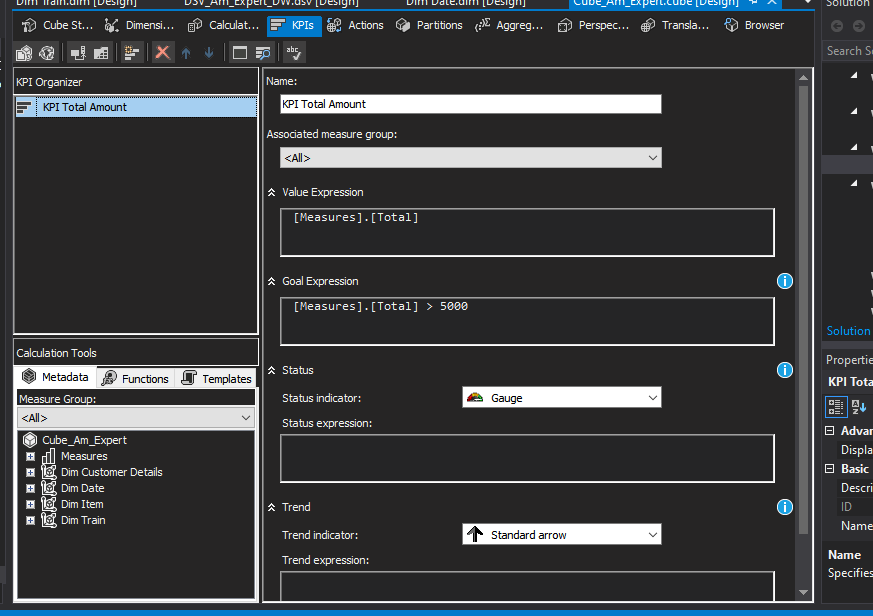 Dim Train.dim [Design]
DSV_Am_Expert_DW.dsv [Design]
Dim Date.dim [Design]
Cube_Am_Expert.cube [Design]
Solution
Cube St...
Dimensi...
Calculat...
KPIs
Actions
Partitions
Aggreg...
Perspec...
Transla...
Browser
Search S
abc
KPI Organizer
KPI Total Amount
Name:
KPI Total Amount
Associated measure group:
<All>
Value Expression
[Measures].[Total]
Goal Expression
[Measures].[Total] > 5000
Status
Status indicator:
Gauge
Status expression:
Trend
Trend indicator:
Standard arrow
Trend expression:
Calculation Tools
Metadata
Functions
Templates
Measure Group:
<All>
Cube_Am_Expert
Measures
Dim Customer Details
Dim Date
Dim Item
Dim Train
Solution
Propertie
KPI Tota
Advan
Displa
Basic
Descri
ID
Name
Name
Specifies